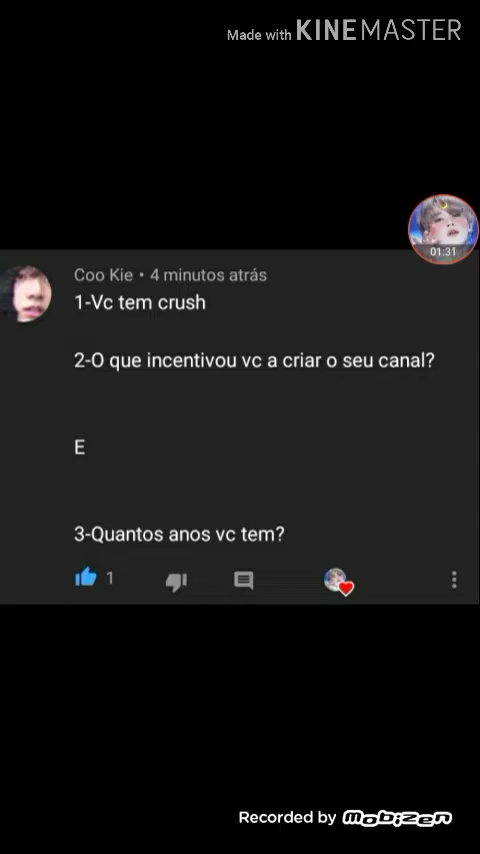 Made with KINEMASTER
01:31
Coo Kie • 4 minutos atrás
1-Vc tem crush
2-O que incentivou vc a criar o seu canal?
E
3-Quantos anos vc tem?
1
Recorded by Mobizen